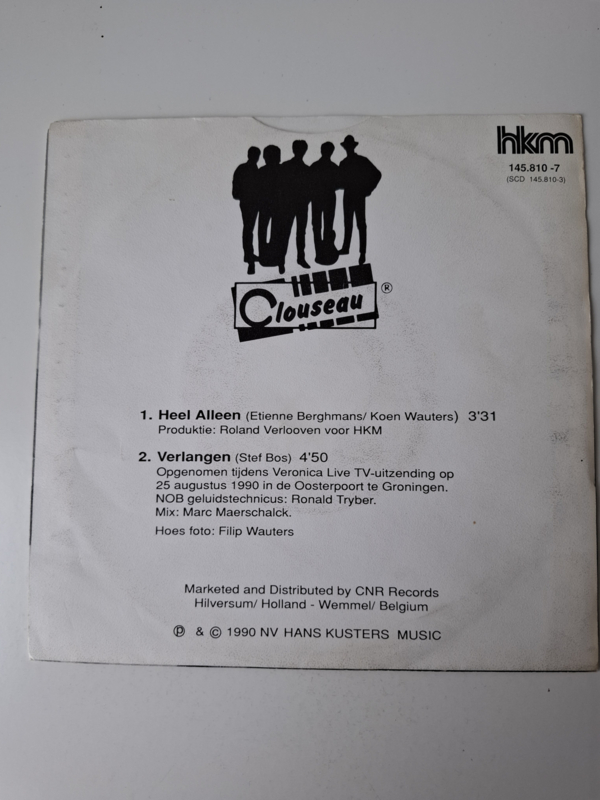 hkm
145.810 -7
(SCD 145.810-3)
Clouseau ®
1. Heel Alleen (Etienne Berghmans/ Koen Wauters) 3'31
Produktie: Roland Verlooven voor HKM
2. Verlangen (Stef Bos) 4'50
Opgenomen tijdens Veronica Live TV-uitzending op
25 augustus 1990 in de Oosterpoort te Groningen.
NOB geluidstechnicus: Ronald Tryber.
Mix: Marc Maerschalck.
Hoes foto: Filip Wauters
Marketed and Distributed by CNR Records
Hilversum/ Holland - Wemmel/ Belgium
℗ & © 1990 NV HANS KUSTERS MUSIC